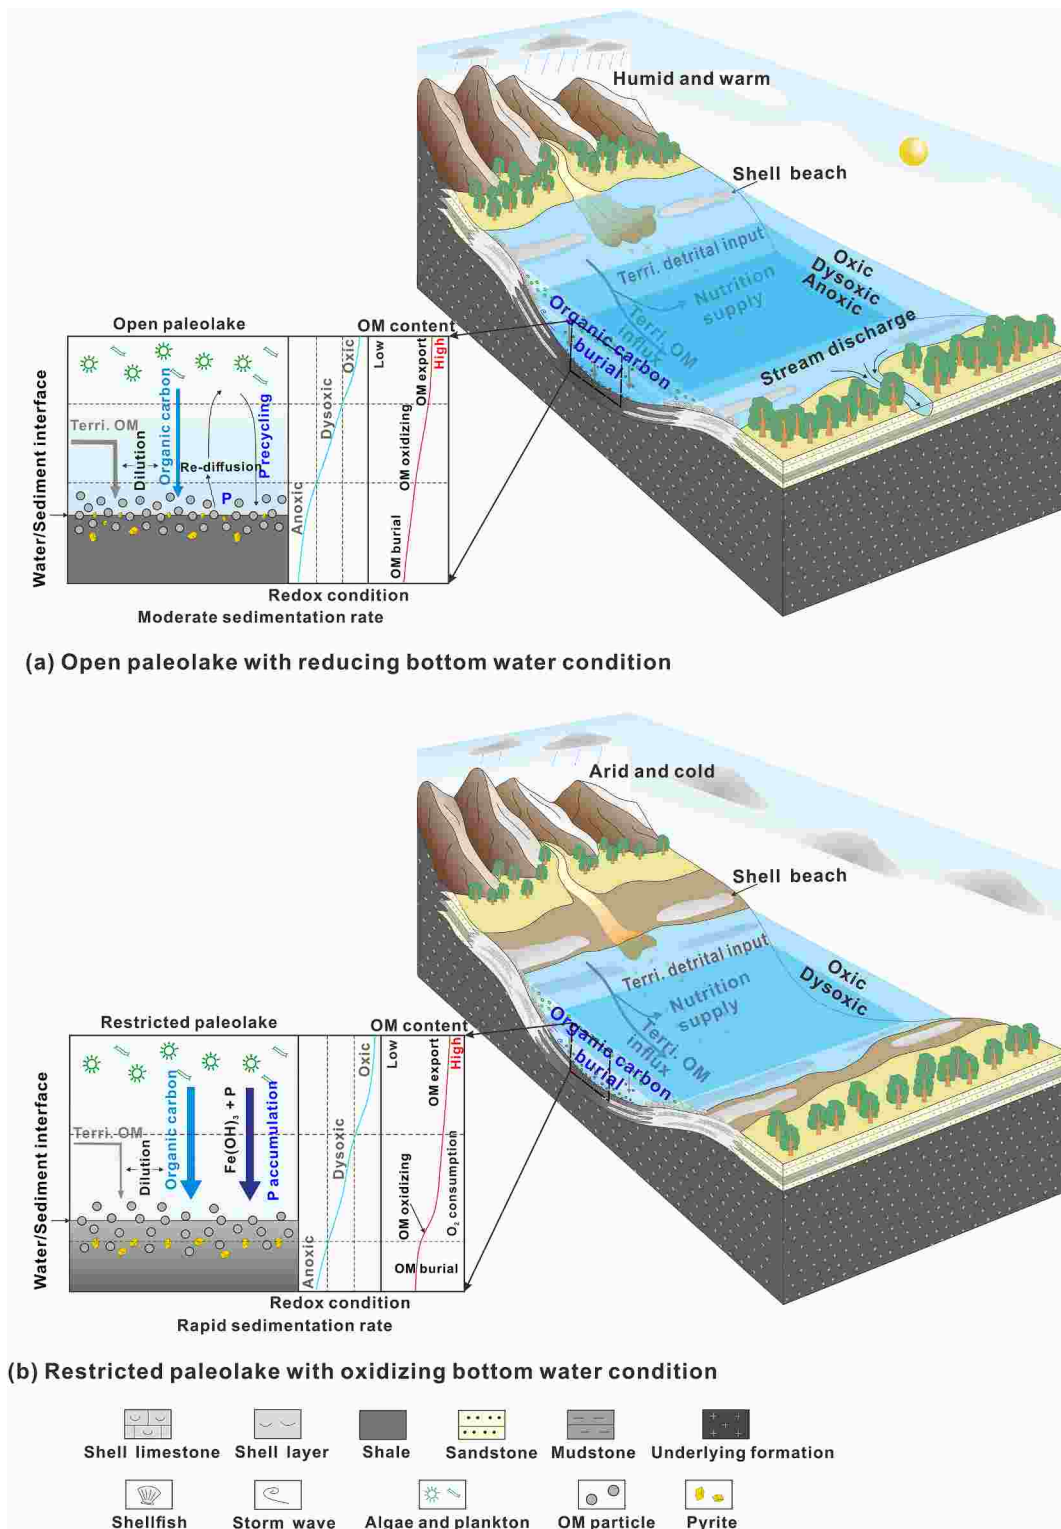 Humid and warm
Shell beach
Terri. detrital input
Nutrition
supply
Terri. OM
influx
Organic carbon
burial
Oxic
Dysoxic
Anoxic
Stream discharge
Open paleolake
OM content
Water/Sediment interface
Terri. OM
Dilution
Organic carbon
Re-diffusion
P
P recycling
Anoxic
Dysoxic
Oxic
Low
High
OM export
OM oxidizing
OM burial
Redox condition
Moderate sedimentation rate
(a) Open paleolake with reducing bottom water condition
Arid and cold
Shell beach
Terri. detrital input
Nutrition
supply
Terri. OM
influx
Organic carbon
burial
Oxic
Dysoxic
Restricted paleolake
OM content
Water/Sediment interface
Terri. OM
Dilution
Organic carbon
Fe(OH)₃ + P
P accumulation
Anoxic
Dysoxic
Oxic
Low
High
OM export
OM oxidizing
O₂ consumption
OM burial
Redox condition
Rapid sedimentation rate
(b) Restricted paleolake with oxidizing bottom water condition
Shell limestone
Shell layer
Shale
Sandstone
Mudstone
Underlying formation
Shellfish
Storm wave
Algae and plankton
OM particle
Pyrite